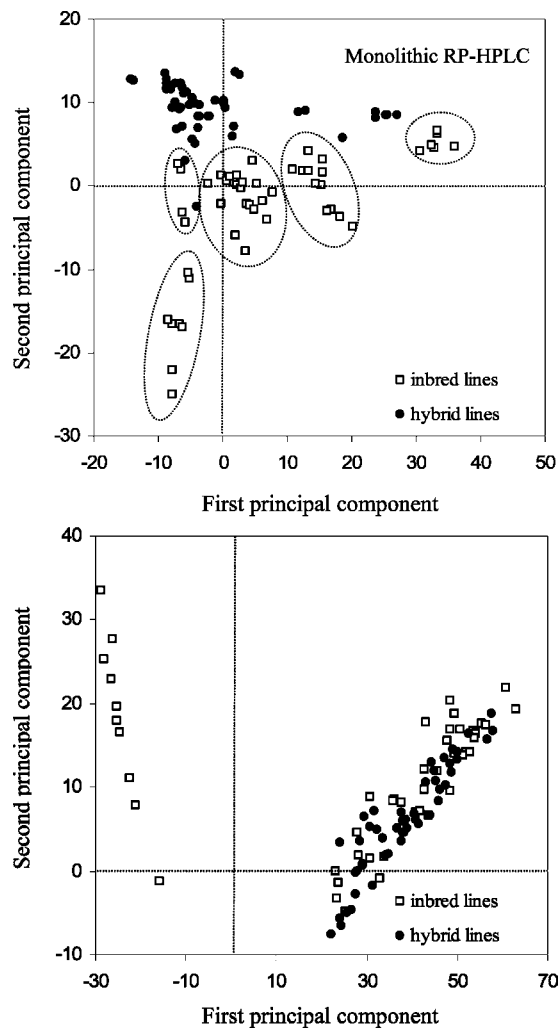 Monolithic RP-HPLC
Second principal component
20
10
0
-10
-20
-30
inbred lines
hybrid lines
-20 -10 0 10 20 30 40 50
First principal component
Second principal component
40
30
20
10
0
-10
inbred lines
hybrid lines
-30 -10 10 30 50 70
First principal component